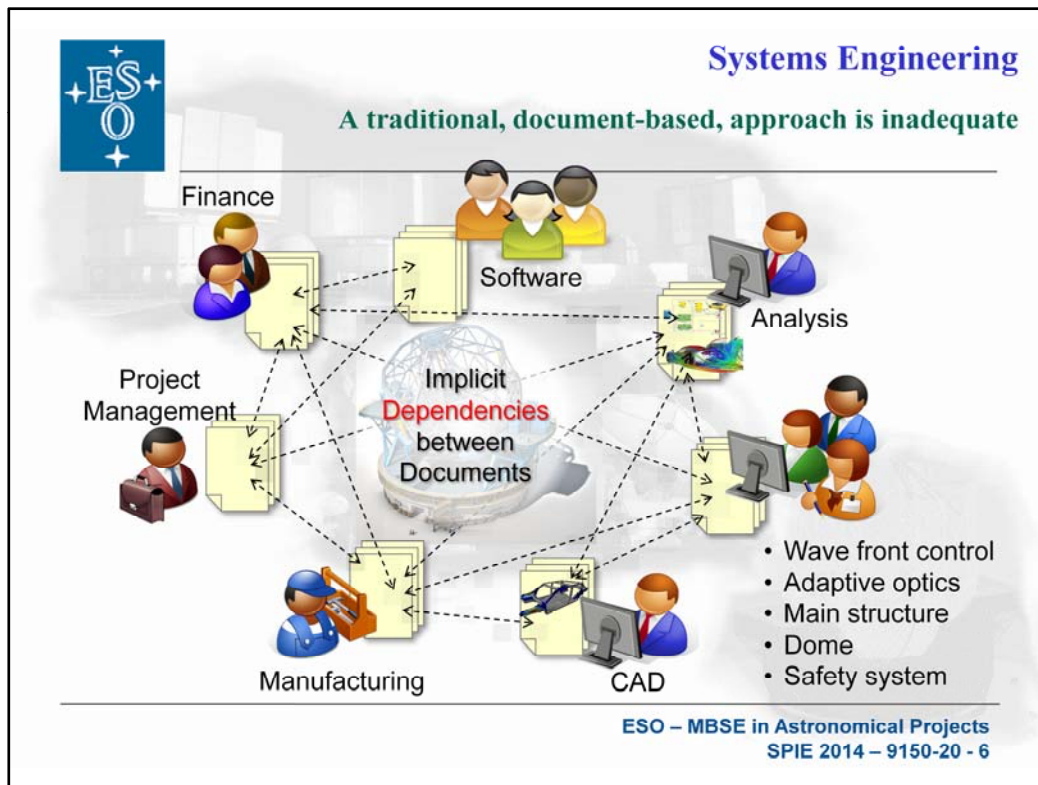 ES
O
Systems Engineering
A traditional, document-based, approach is inadequate
Finance
Software
Analysis
Project
Management
Implicit
Dependencies
between
Documents
• Wave front control
• Adaptive optics
• Main structure
• Dome
• Safety system
Manufacturing
CAD
ESO – MBSE in Astronomical Projects
SPIE 2014 – 9150-20 - 6